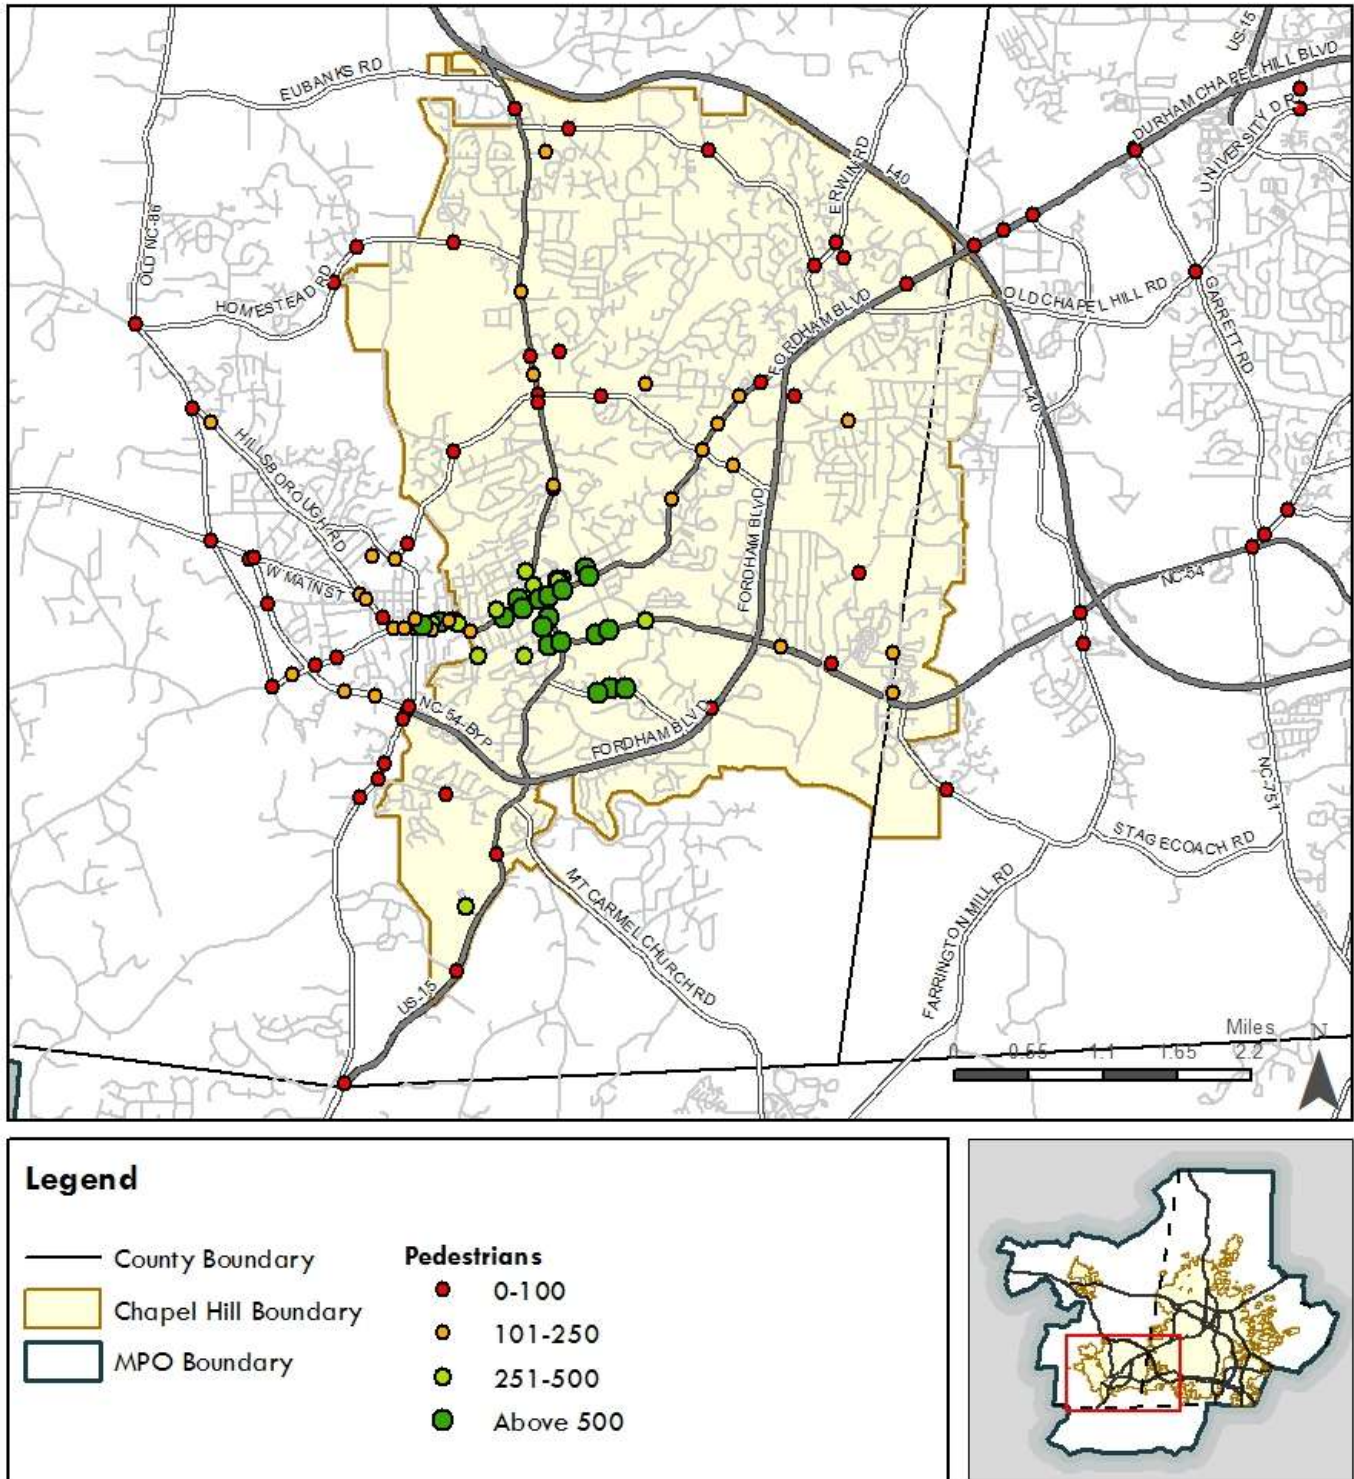 US-15
DURHAM CHAPEL HILL BLVD
EUBANKS RD
UNIVERSITY DR
ERWIN RD
I-40
OLD NC-86
HOMESTEAD RD
OLD CHAPEL HILL RD
FORDHAM BLVD
GARRETT RD
I-40
HILLSBOROUGH RD
FORDHAM BLVD
W MAIN ST
NC-54
NC-54-BYP
FORDHAM BLVD
NC-751
STAGECOACH RD
MT CARMEL CHURCH RD
FARRINGTON MILL RD
US-15
Miles N
0 0.55 1.1 1.65 2.2
Legend
County Boundary
Chapel Hill Boundary
MPO Boundary
Pedestrians
0-100
101-250
251-500
Above 500